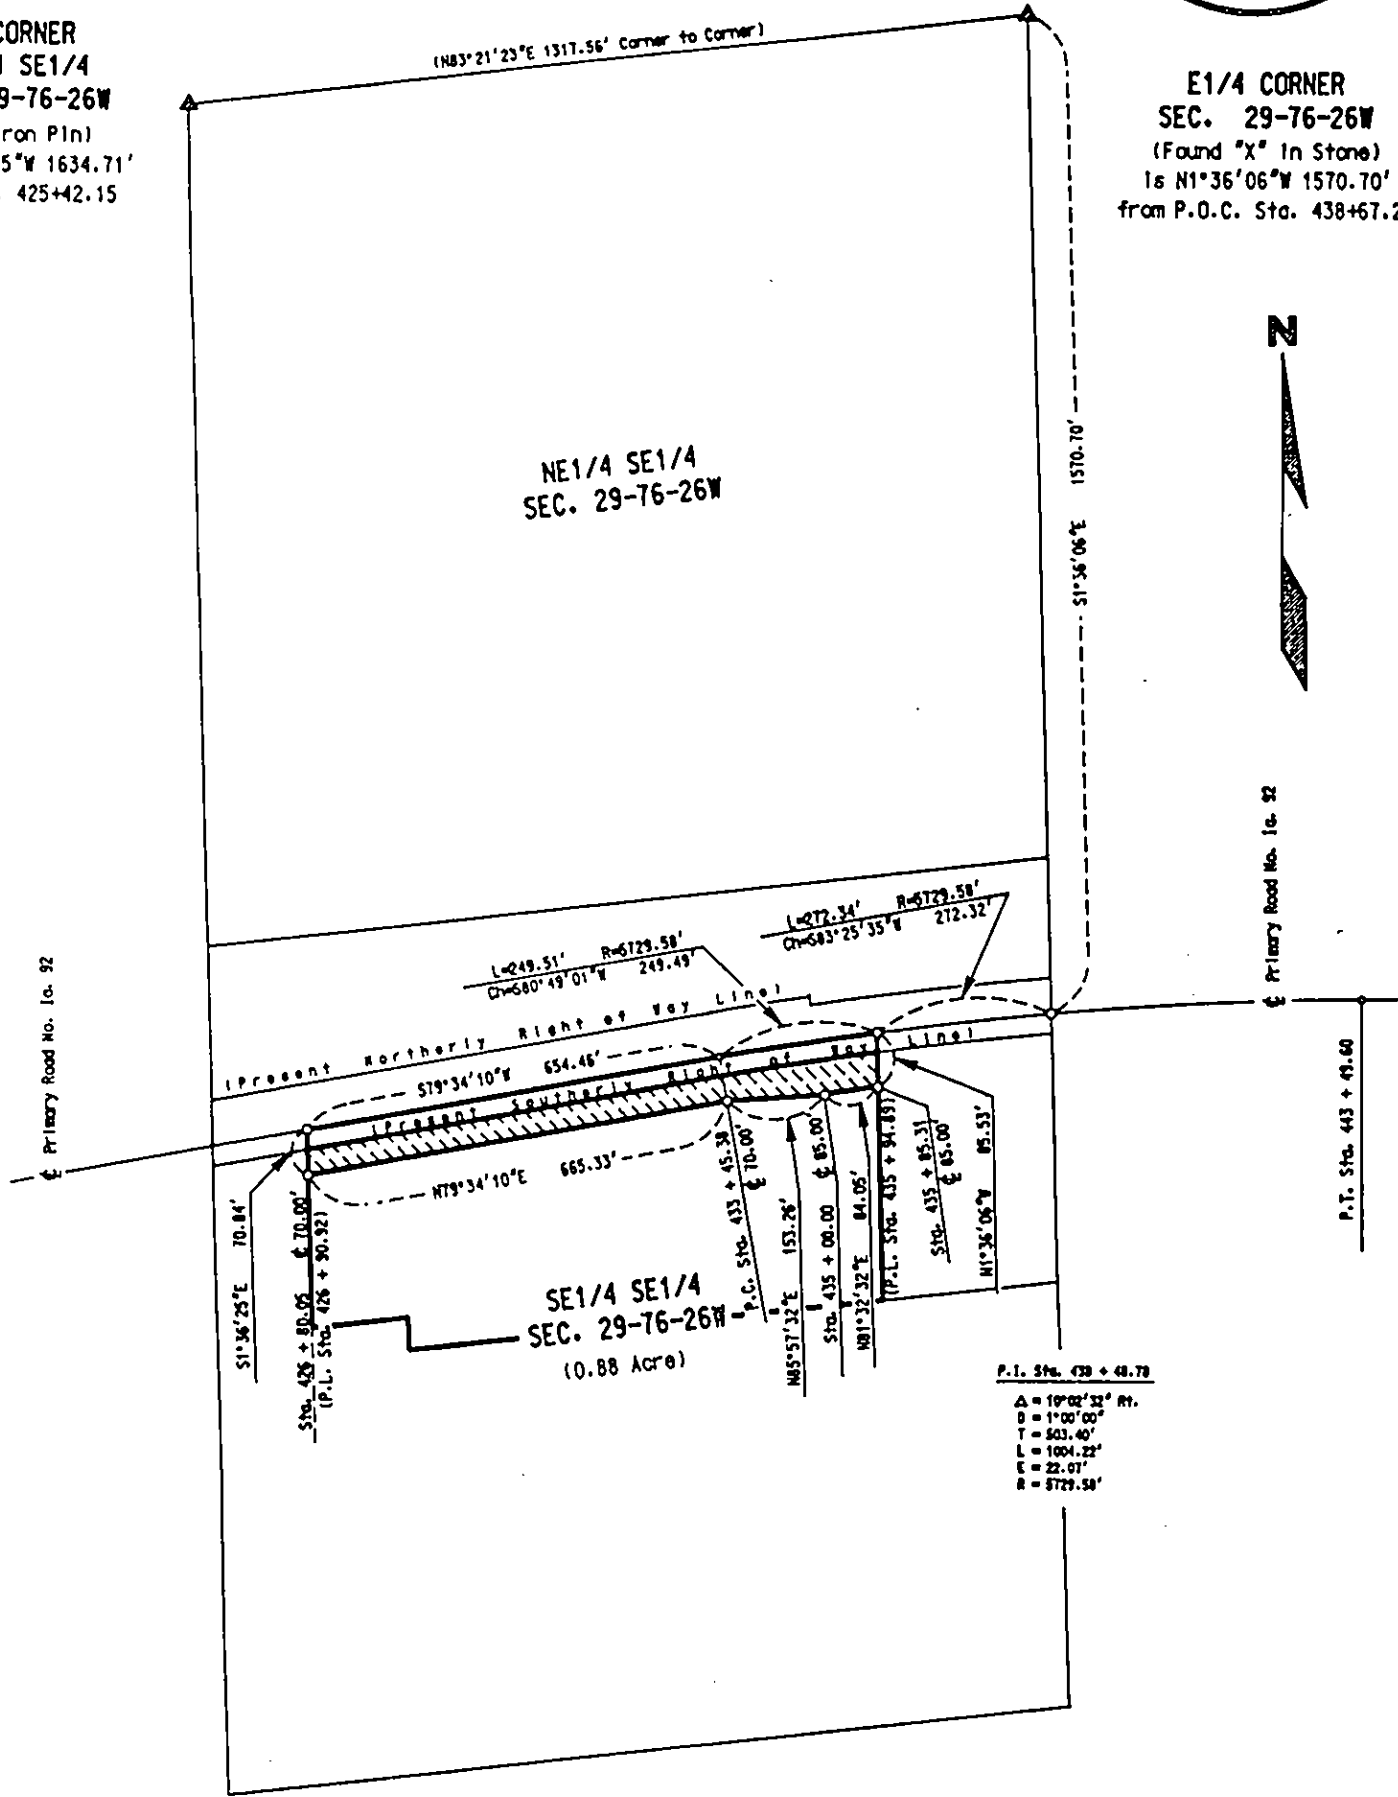 CORNER
SE1/4
9-76-26W
ron Pin)
5"W 1634.71'
425+42.15
(N83°21'23"E 1317.56' Corner to Corner)
E1/4 CORNER
SEC. 29-76-26W
(Found "X" in Stone)
is N1°36'06"W 1570.70'
from P.O.C. Sta. 438+67.2
N
S1°36'06"E 1570.70'
NE1/4 SE1/4
SEC. 29-76-26W
℄ Primary Road No. Ia. 92
℄ Primary Road No. Ia. 92
L=272.34' R=5729.58'
Ch=S83°25'35"W 272.32'
L=249.51' R=5729.58'
Ch=S80°49'01"W 249.49'
(Present Northerly Right of Way Line)
S79°34'10"W 654.46'
(Present Southerly Right of Way Line)
N79°34'10"E 665.33'
S1°36'25"E 70.84'
Sta. 426 + 80.05 ℄ 70.00'
(P.L. Sta. 426 + 90.92)
P.C. Sta. 433 + 45.38
℄ 70.00'
N85°57'32"E 153.26'
Sta. 435 + 00.00 ℄ 85.00'
N81°32'32"E 84.05'
(P.L. Sta. 435 + 94.89)
Sta. 435 + 85.31
℄ 85.00'
N1°36'06"W 85.53'
P.T. Sta. 443 + 49.60
SE1/4 SE1/4
SEC. 29-76-26W
(0.88 Acre)
P.I. Sta. 438 + 48.78
Δ = 10°02'32" Rt.
D = 1°00'00"
T = 503.40'
L = 1004.22'
E = 22.07'
R = 5729.58'